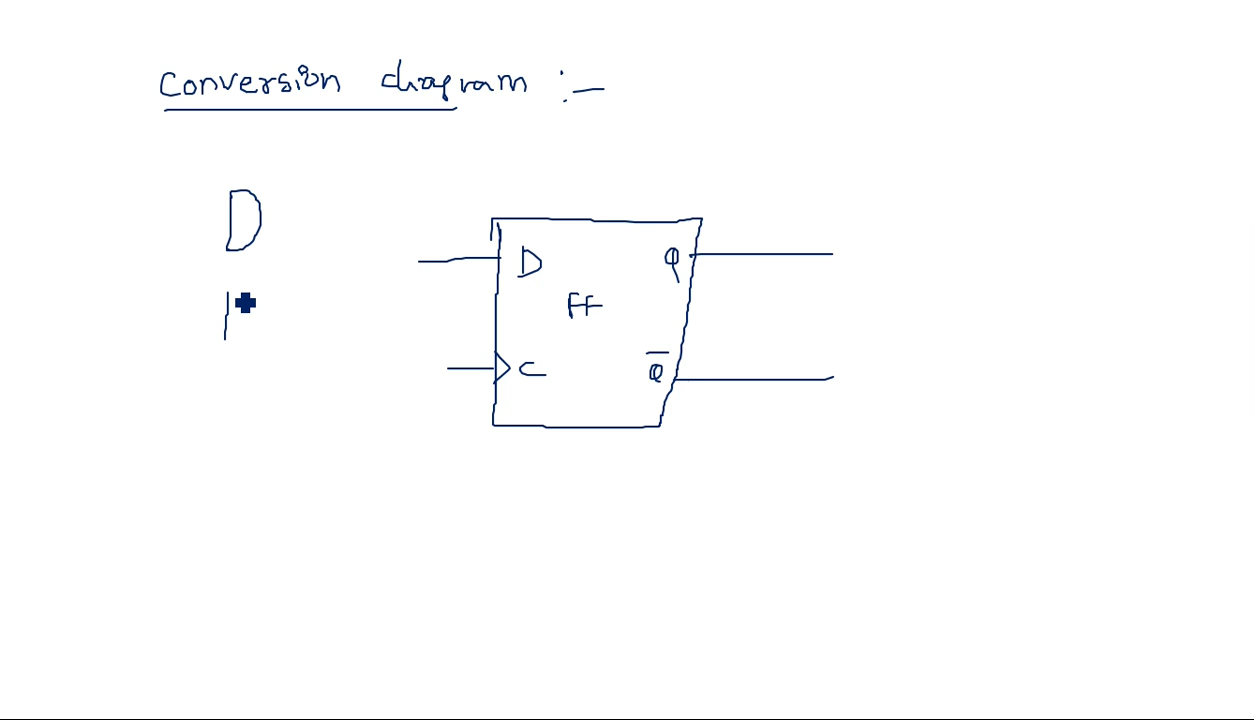 Conversion diagram :-
D
D Q
FF
C Q̅